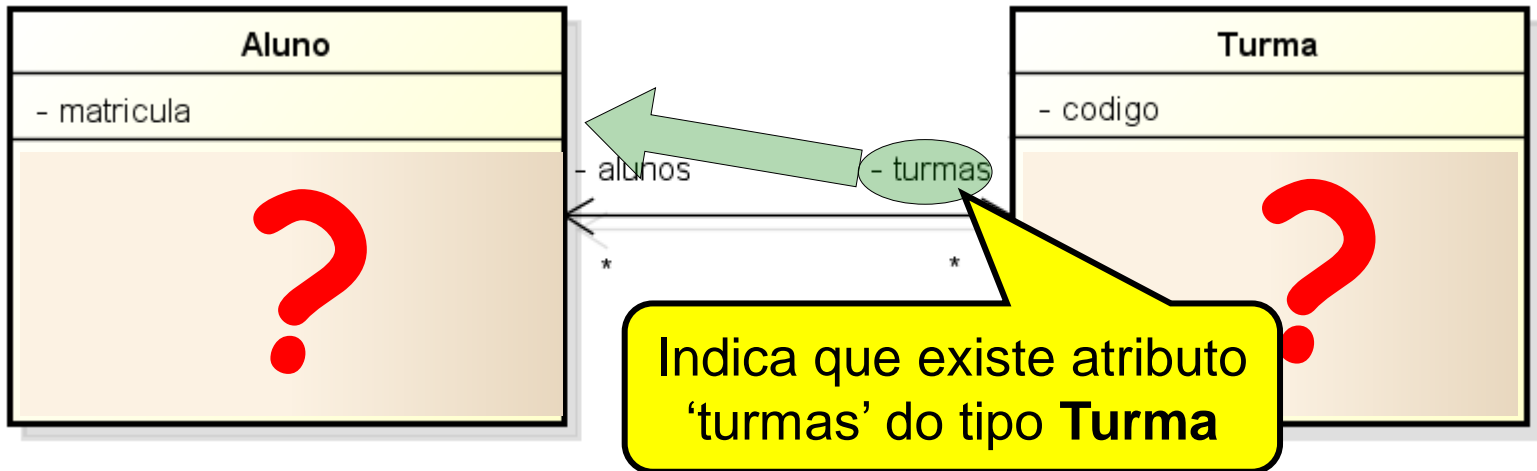 Aluno
- matricula
Turma
- codigo
- alunos
- turmas
*
*
?
?
Indica que existe atributo
‘turmas’ do tipo Turma